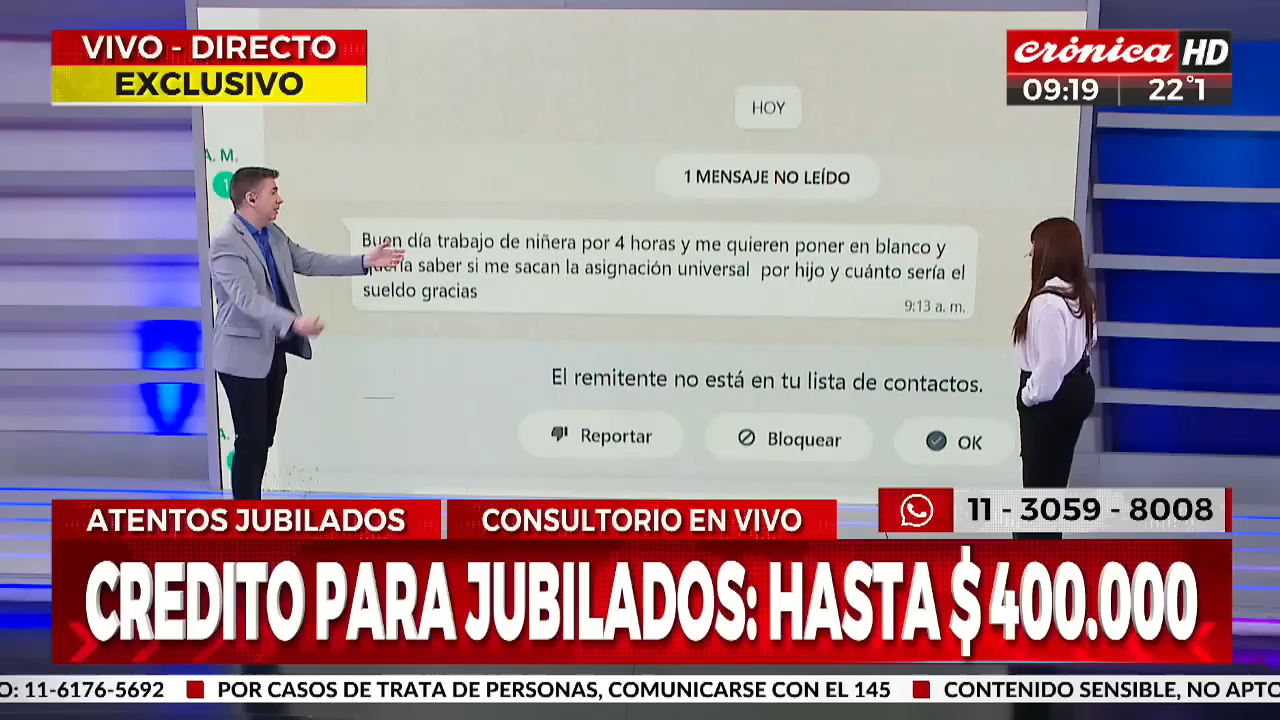 VIVO - DIRECTO
EXCLUSIVO
crónica HD
09:19 22°1
HOY
A. M.
1
1 MENSAJE NO LEÍDO
Buen día trabajo de niñera por 4 horas y me quieren poner en blanco y
saber si me sacan la asignación universal por hijo y cuánto sería el
sueldo gracias
9:13 a. m.
El remitente no está en tu lista de contactos.
Reportar
Bloquear
OK
ATENTOS JUBILADOS
CONSULTORIO EN VIVO
11 - 3059 - 8008
CREDITO PARA JUBILADOS: HASTA $ 400.000
O: 11-6176-5692 POR CASOS DE TRATA DE PERSONAS, COMUNICARSE CON EL 145 CONTENIDO SENSIBLE, NO APTO